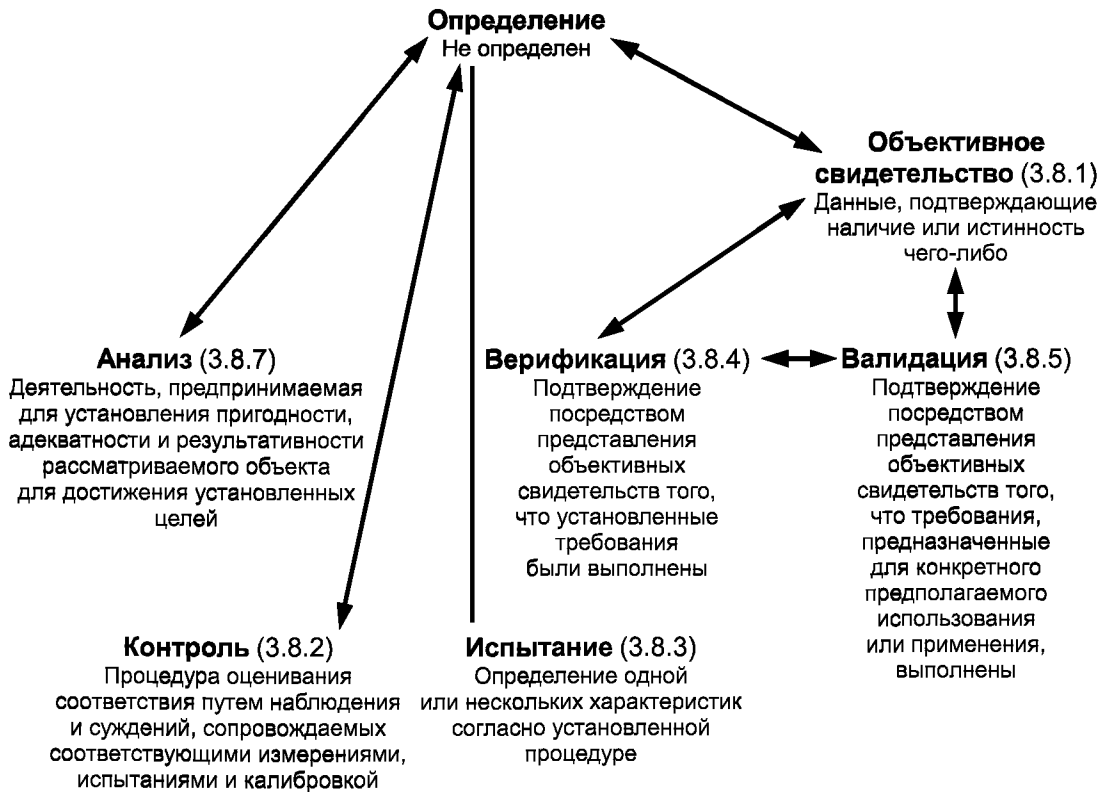 Определение
Не определен
Объективное
свидетельство (3.8.1)
Данные, подтверждающие
наличие или истинность
чего-либо
Анализ (3.8.7)
Деятельность, предпринимаемая
для установления пригодности,
адекватности и результативности
рассматриваемого объекта
для достижения установленных
целей
Верификация (3.8.4)
Подтверждение
посредством
представления
объективных
свидетельств того,
что установленные
требования
были выполнены
Валидация (3.8.5)
Подтверждение
посредством
представления
объективных
свидетельств того,
что требования,
предназначенные
для конкретного
предполагаемого
использования
или применения,
выполнены
Контроль (3.8.2)
Процедура оценивания
соответствия путем наблюдения
и суждений, сопровождаемых
соответствующими измерениями,
испытаниями и калибровкой
Испытание (3.8.3)
Определение одной
или нескольких характеристик
согласно установленной
процедуре